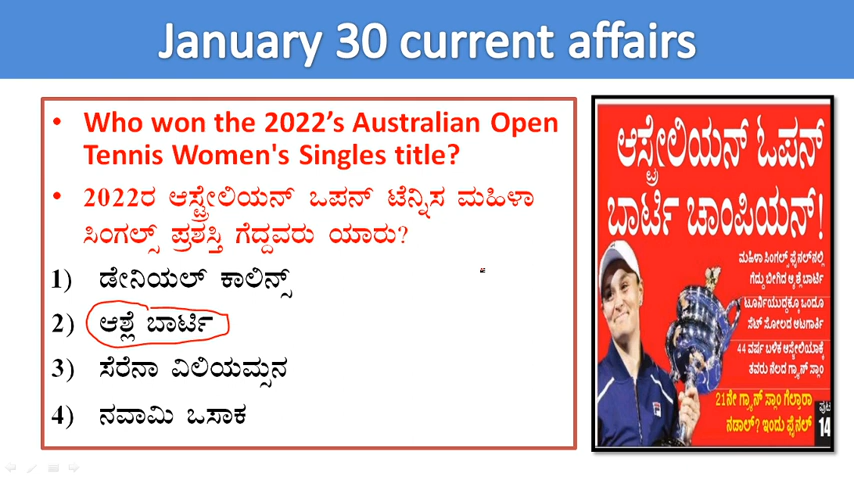 January 30 current affairs
• Who won the 2022's Australian Open
Tennis Women's Singles title?
• 2022ರ ಆಸ್ಟ್ರೇಲಿಯನ್ ಒಪನ್ ಟೆನ್ನಿಸ ಮಹಿಳಾ
ಸಿಂಗಲ್ಸ್ ಪ್ರಶಸ್ತಿ ಗೆದ್ದವರು ಯಾರು?
1) ಡೇನಿಯಲ್ ಕಾಲಿನ್ಸ್
2) ಆಶ್ಲೆ ಬಾರ್ಟಿ
3) ಸೆರೆನಾ ವಿಲಿಯಮ್ಸನ
4) ನವಾಮಿ ಒಸಾಕ
ಆಸ್ಟ್ರೇಲಿಯನ್ ಓಪನ್
ಬಾರ್ಟಿ ಚಾಂಪಿಯನ್!
ಮಹಿಳಾ ಸಿಂಗಲ್ಸ್ ಫೈನಲ್‌ನಲ್ಲಿ
ಗೆದ್ದು ಬೀಗಿದ ಆ್ಯಶ್ಲೆ ಬಾರ್ಟಿ
ಟೂರ್ನಿಯುದ್ದಕ್ಕೂ ಒಂದೂ
ಸೆಟ್ ಸೋಲದ ಆಟಗಾರ್ತಿ
44 ವರ್ಷ ಬಳಿಕ ಆಸ್ಟ್ರೇಲಿಯಾಕ್ಕೆ
ತವರು ನೆಲದ ಗ್ರ್ಯಾನ್ ಸ್ಲಾಂ
21ನೇ ಗ್ರ್ಯಾನ್ ಸ್ಲಾಂ ಗೆಲ್ತಾರಾ
ನಡಾಲ್? ಇಂದು ಫೈನಲ್
ಪುಟ
14